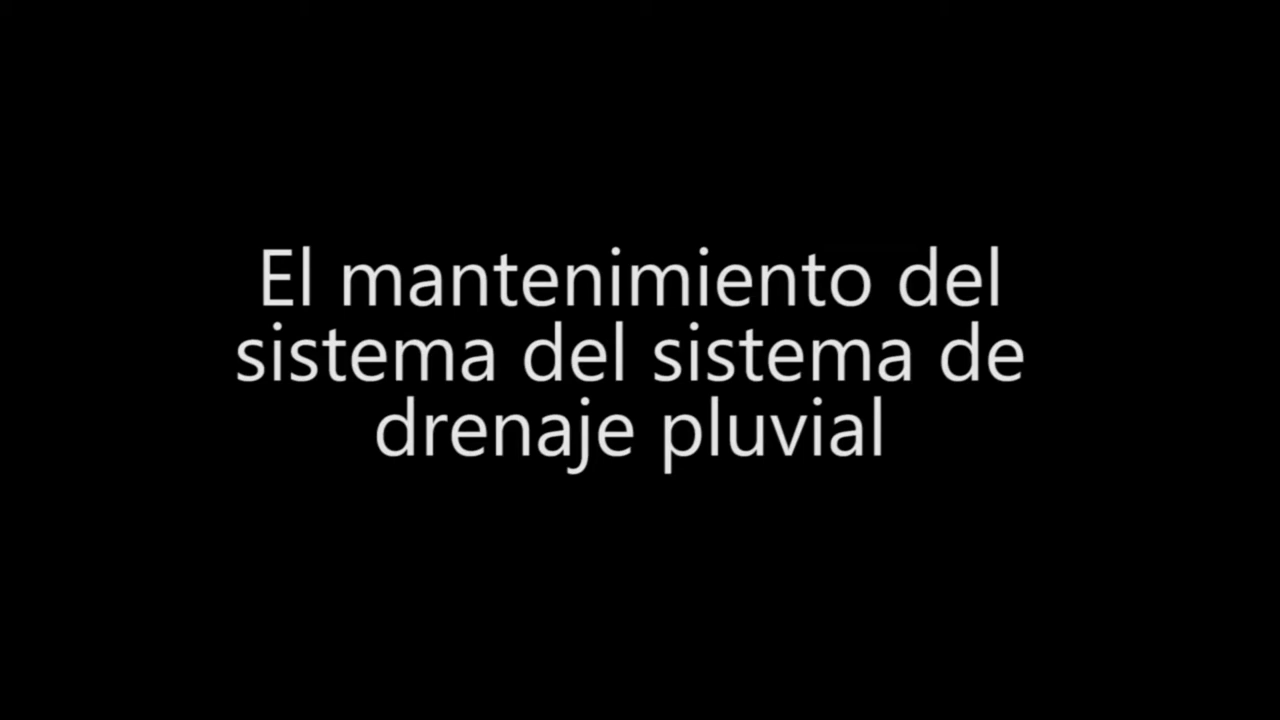 El mantenimiento del
sistema del sistema de
drenaje pluvial